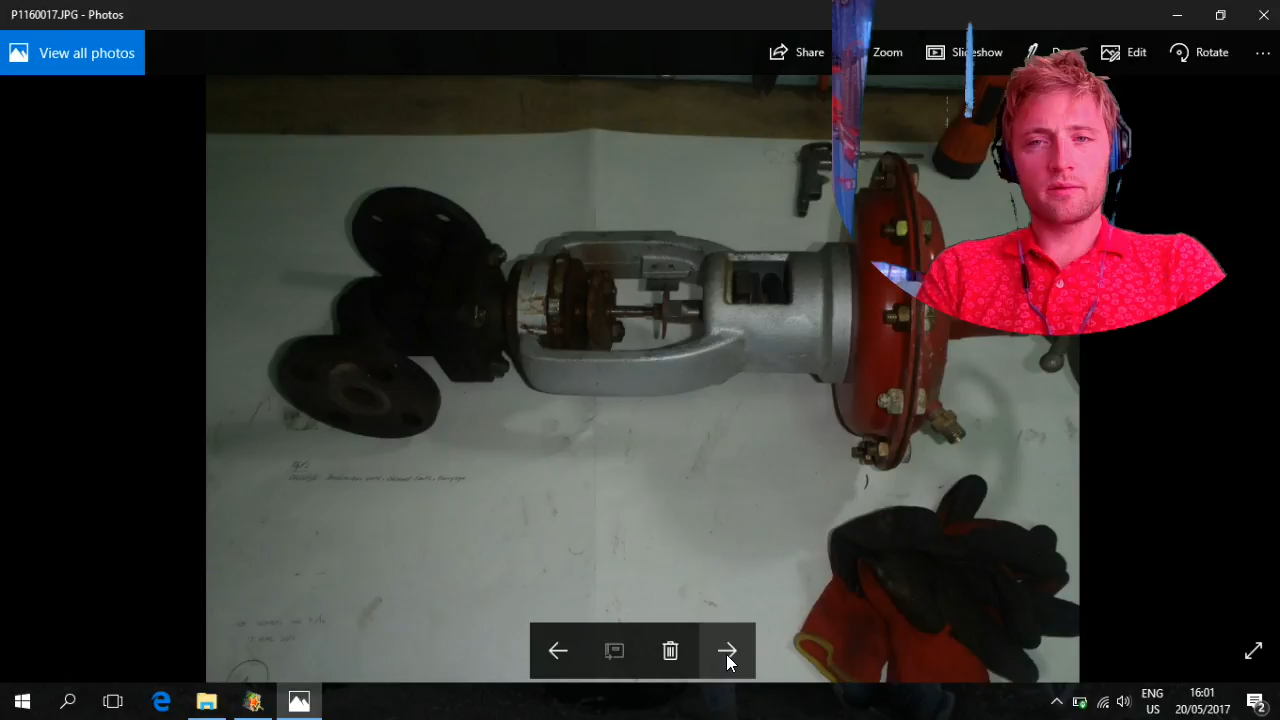 P1160017.JPG - Photos
View all photos
Share
Zoom
Slideshow
Edit
Rotate
ENG
US
16:01
20/05/2017
2